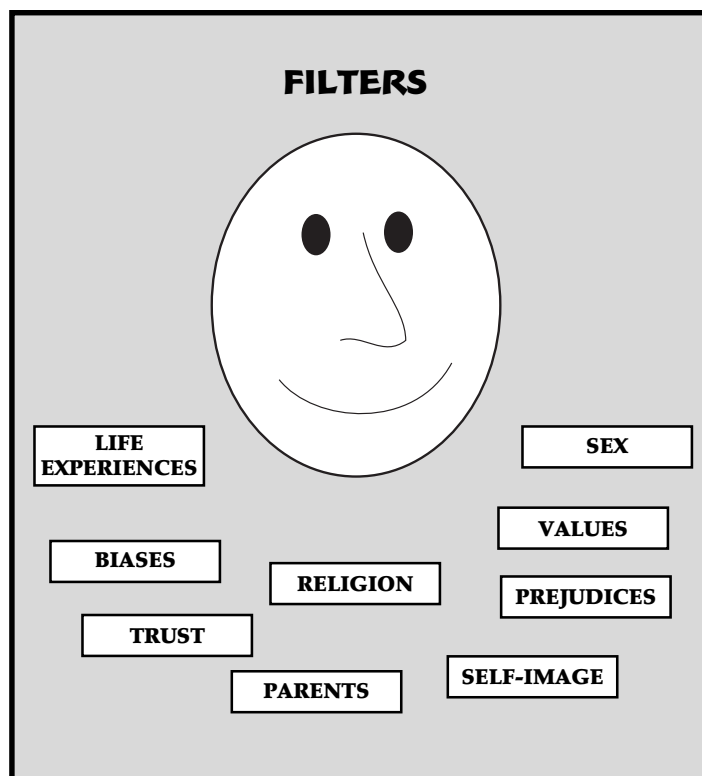 FILTERS
LIFE
EXPERIENCES
SEX
VALUES
BIASES
RELIGION
PREJUDICES
TRUST
SELF-IMAGE
PARENTS